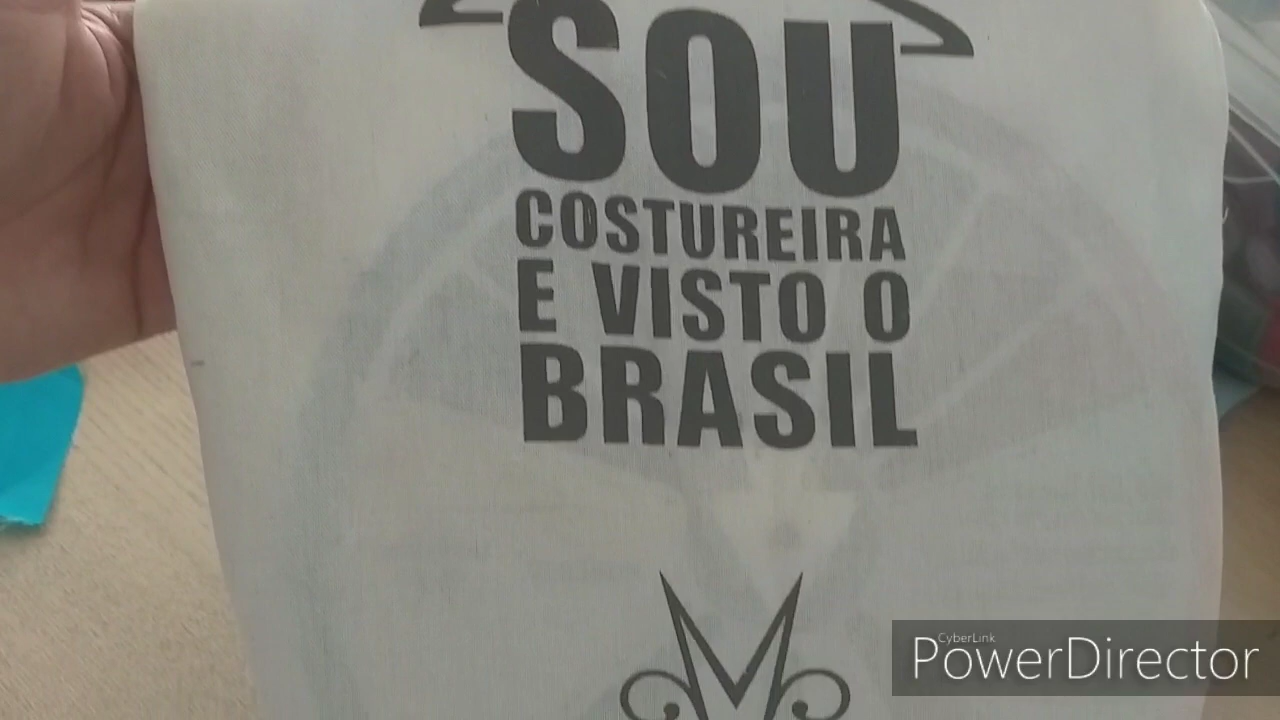 SOU
COSTUREIRA
E VISTO O
BRASIL
M
CyberLink
PowerDirector